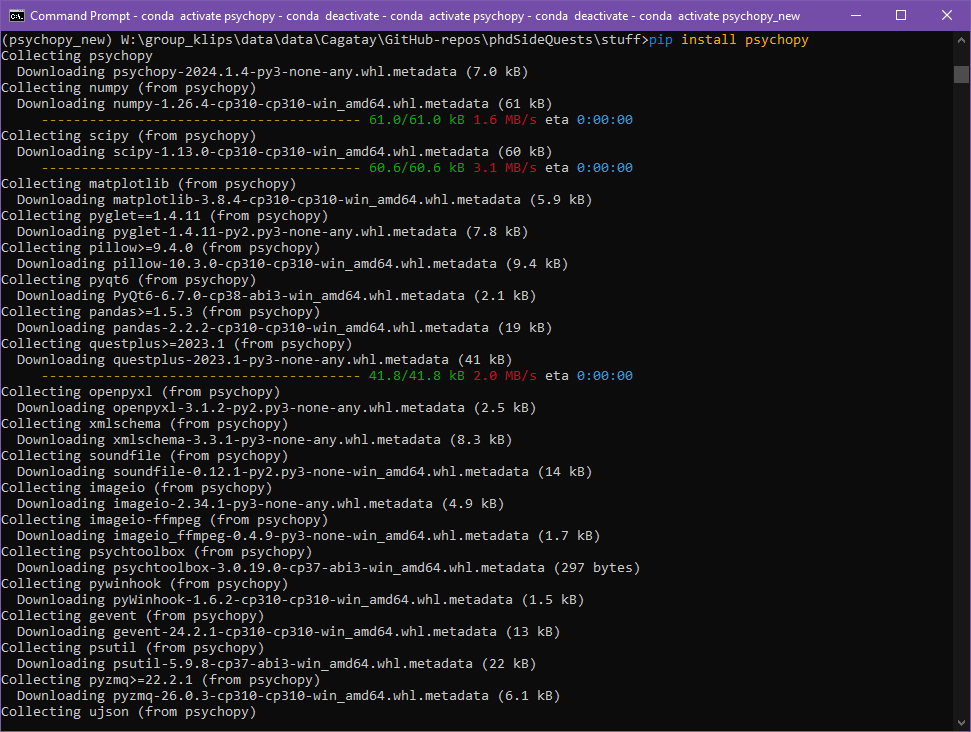 Command Prompt - conda  activate psychopy - conda  deactivate - conda  activate psychopy - conda  deactivate - conda  activate psychopy_new
(psychopy_new) W:\group_klips\data\data\Cagatay\GitHub-repos\phdSideQuests\stuff>pip install psychopy
Collecting psychopy
  Downloading psychopy-2024.1.4-py3-none-any.whl.metadata (7.0 kB)
Collecting numpy (from psychopy)
  Downloading numpy-1.26.4-cp310-cp310-win_amd64.whl.metadata (61 kB)
     ---------------------------------------- 61.0/61.0 kB 1.6 MB/s eta 0:00:00
Collecting scipy (from psychopy)
  Downloading scipy-1.13.0-cp310-cp310-win_amd64.whl.metadata (60 kB)
     ---------------------------------------- 60.6/60.6 kB 3.1 MB/s eta 0:00:00
Collecting matplotlib (from psychopy)
  Downloading matplotlib-3.8.4-cp310-cp310-win_amd64.whl.metadata (5.9 kB)
Collecting pyglet==1.4.11 (from psychopy)
  Downloading pyglet-1.4.11-py2.py3-none-any.whl.metadata (7.8 kB)
Collecting pillow>=9.4.0 (from psychopy)
  Downloading pillow-10.3.0-cp310-cp310-win_amd64.whl.metadata (9.4 kB)
Collecting pyqt6 (from psychopy)
  Downloading PyQt6-6.7.0-cp38-abi3-win_amd64.whl.metadata (2.1 kB)
Collecting pandas>=1.5.3 (from psychopy)
  Downloading pandas-2.2.2-cp310-cp310-win_amd64.whl.metadata (19 kB)
Collecting questplus>=2023.1 (from psychopy)
  Downloading questplus-2023.1-py3-none-any.whl.metadata (41 kB)
     ---------------------------------------- 41.8/41.8 kB 2.0 MB/s eta 0:00:00
Collecting openpyxl (from psychopy)
  Downloading openpyxl-3.1.2-py2.py3-none-any.whl.metadata (2.5 kB)
Collecting xmlschema (from psychopy)
  Downloading xmlschema-3.3.1-py3-none-any.whl.metadata (8.3 kB)
Collecting soundfile (from psychopy)
  Downloading soundfile-0.12.1-py2.py3-none-win_amd64.whl.metadata (14 kB)
Collecting imageio (from psychopy)
  Downloading imageio-2.34.1-py3-none-any.whl.metadata (4.9 kB)
Collecting imageio-ffmpeg (from psychopy)
  Downloading imageio_ffmpeg-0.4.9-py3-none-win_amd64.whl.metadata (1.7 kB)
Collecting psychtoolbox (from psychopy)
  Downloading psychtoolbox-3.0.19.0-cp37-abi3-win_amd64.whl.metadata (297 bytes)
Collecting pywinhook (from psychopy)
  Downloading pyWinhook-1.6.2-cp310-cp310-win_amd64.whl.metadata (1.5 kB)
Collecting gevent (from psychopy)
  Downloading gevent-24.2.1-cp310-cp310-win_amd64.whl.metadata (13 kB)
Collecting psutil (from psychopy)
  Downloading psutil-5.9.8-cp37-abi3-win_amd64.whl.metadata (22 kB)
Collecting pyzmq>=22.2.1 (from psychopy)
  Downloading pyzmq-26.0.3-cp310-cp310-win_amd64.whl.metadata (6.1 kB)
Collecting ujson (from psychopy)